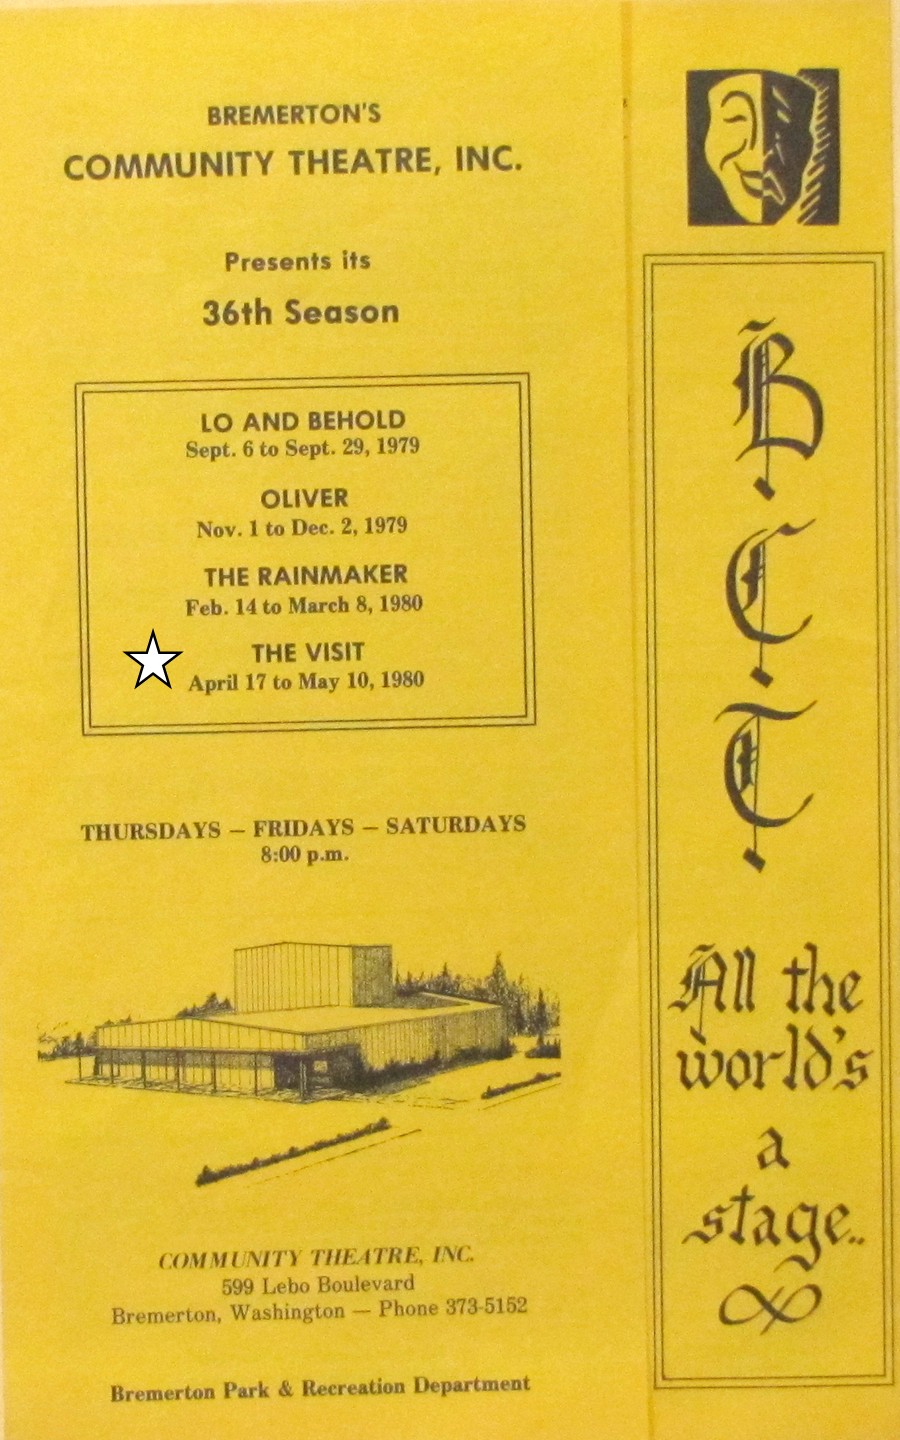 BREMERTON'S
COMMUNITY THEATRE, INC.
Presents its
36th Season
LO AND BEHOLD
Sept. 6 to Sept. 29, 1979
OLIVER
Nov. 1 to Dec. 2, 1979
THE RAINMAKER
Feb. 14 to March 8, 1980
THE VISIT
April 17 to May 10, 1980
THURSDAYS – FRIDAYS – SATURDAYS
8:00 p.m.
COMMUNITY THEATRE, INC.
599 Lebo Boulevard
Bremerton, Washington — Phone 373-5152
Bremerton Park & Recreation Department
B.
C.
T.
All the
world's
a
stage..